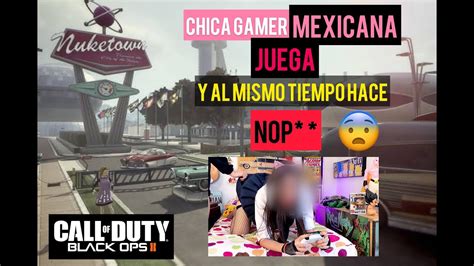 Nuketown
CHICA GAMER MEXICANA
JUEGA
Y AL MISMO TIEMPO HACE
NOP**
CALL OF DUTY
BLACK OPS II